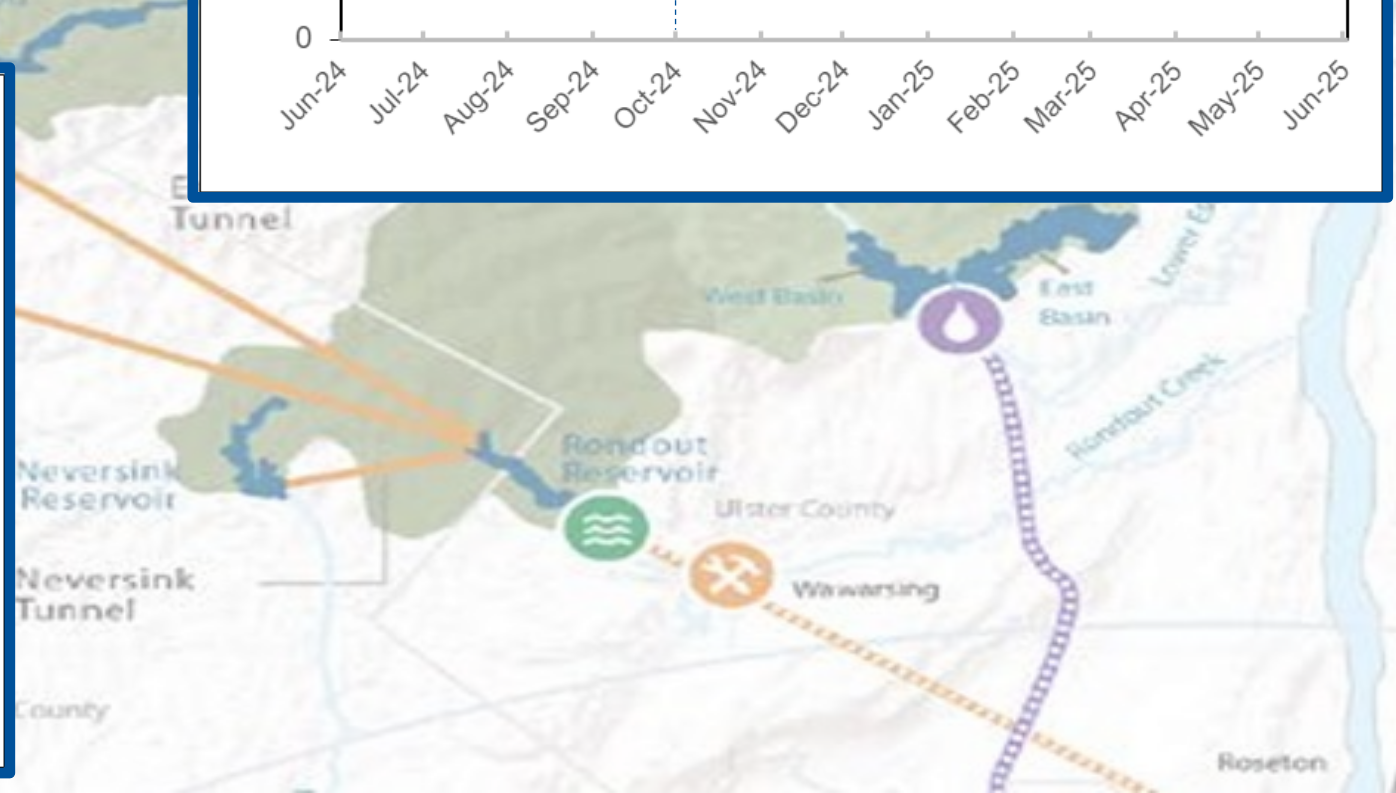 0
Jun-24
Jul-24
Aug-24
Sep-24
Oct-24
Nov-24
Dec-24
Jan-25
Feb-25
Mar-25
Apr-25
May-25
Jun-25
Tunnel
Lower
West Basin
East
Basin
Rondout Creek
Rondout
Reservoir
Neversink
Reservoir
Ulster County
Neversink
Tunnel
Wawarsing
County
Roseton